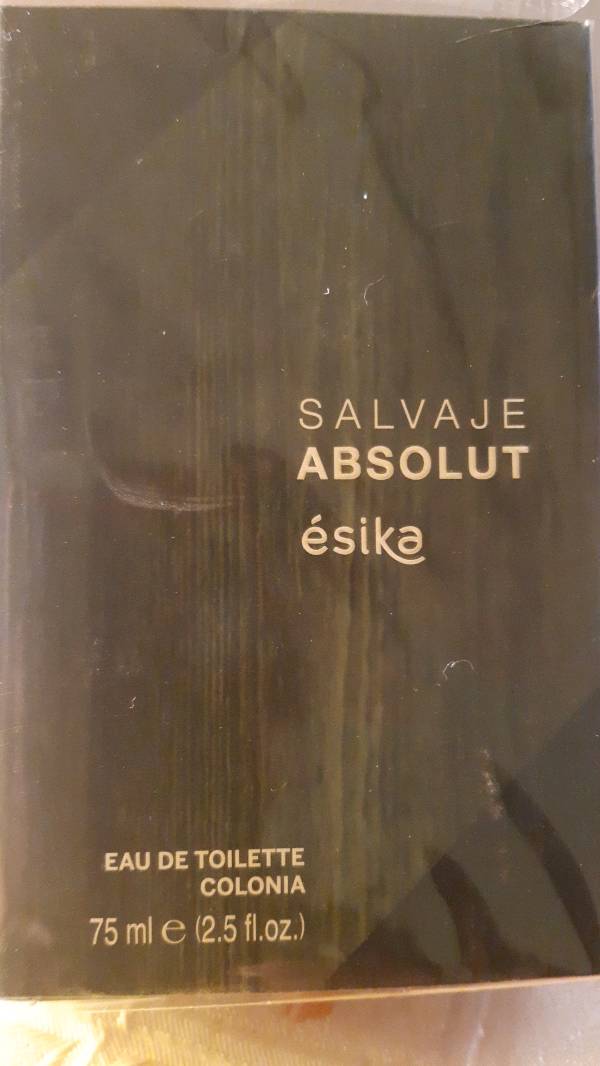 SALVAJE
ABSOLUT
ésika
EAU DE TOILETTE
COLONIA
75 ml ℮ (2.5 fl.oz.)